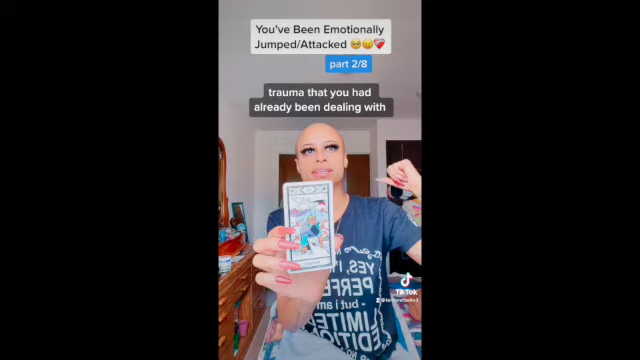 You've Been Emotionally
Jumped/Attacked 🥺😠❤️‍🩹
part 2/8
trauma that you had
already been dealing with
YES, I'M
PERFE
- but i am
LIMITE
EDITION
TikTok